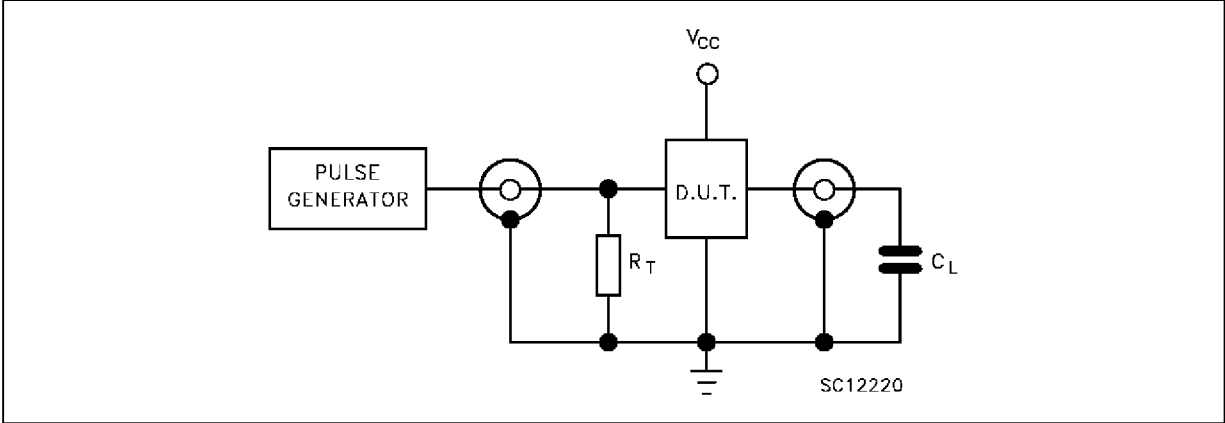 VCC
PULSE
GENERATOR
D.U.T.
RT
CL
SC12220